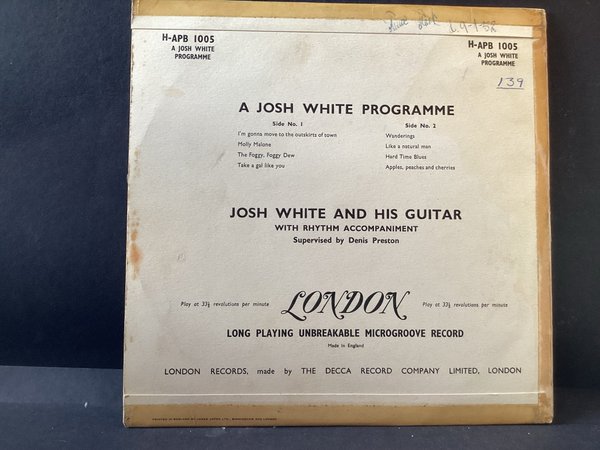 H-APB 1005
A JOSH WHITE
PROGRAMME
H-APB 1005
A JOSH WHITE
PROGRAMME
139
A JOSH WHITE PROGRAMME
Side No. 1
I'm gonna move to the outskirts of town
Molly Malone
The Foggy, Foggy Dew
Take a gal like you
Side No. 2
Wanderings
Like a natural man
Hard Time Blues
Apples, peaches and cherries
JOSH WHITE AND HIS GUITAR
WITH RHYTHM ACCOMPANIMENT
Supervised by Denis Preston
Play at 33⅓ revolutions per minute
LONDON
Play at 33⅓ revolutions per minute
LONG PLAYING UNBREAKABLE MICROGROOVE RECORD
Made in England
LONDON RECORDS, made by THE DECCA RECORD COMPANY LIMITED, LONDON